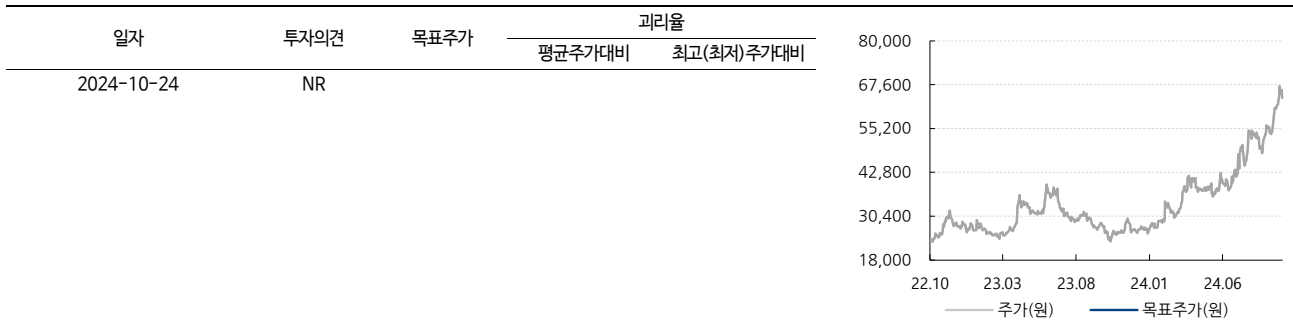 일자 투자의견 목표주가 괴리율
평균주가대비 최고(최저)주가대비
2024-10-24 NR
80,000
67,600
55,200
42,800
30,400
18,000
22.10 23.03 23.08 24.01 24.06
주가(원) 목표주가(원)